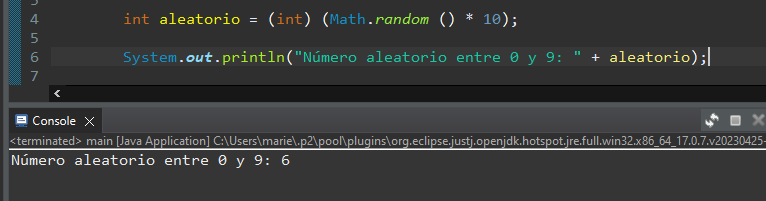 4 int aleatorio = (int) (Math.random () * 10);
5
6 System.out.println("Número aleatorio entre 0 y 9: " + aleatorio);
7
Console
<terminated> main [Java Application] C:\Users\marie\.p2\pool\plugins\org.eclipse.justj.openjdk.hotspot.jre.full.win32.x86_64_17.0.7.v20230425-
Número aleatorio entre 0 y 9: 6